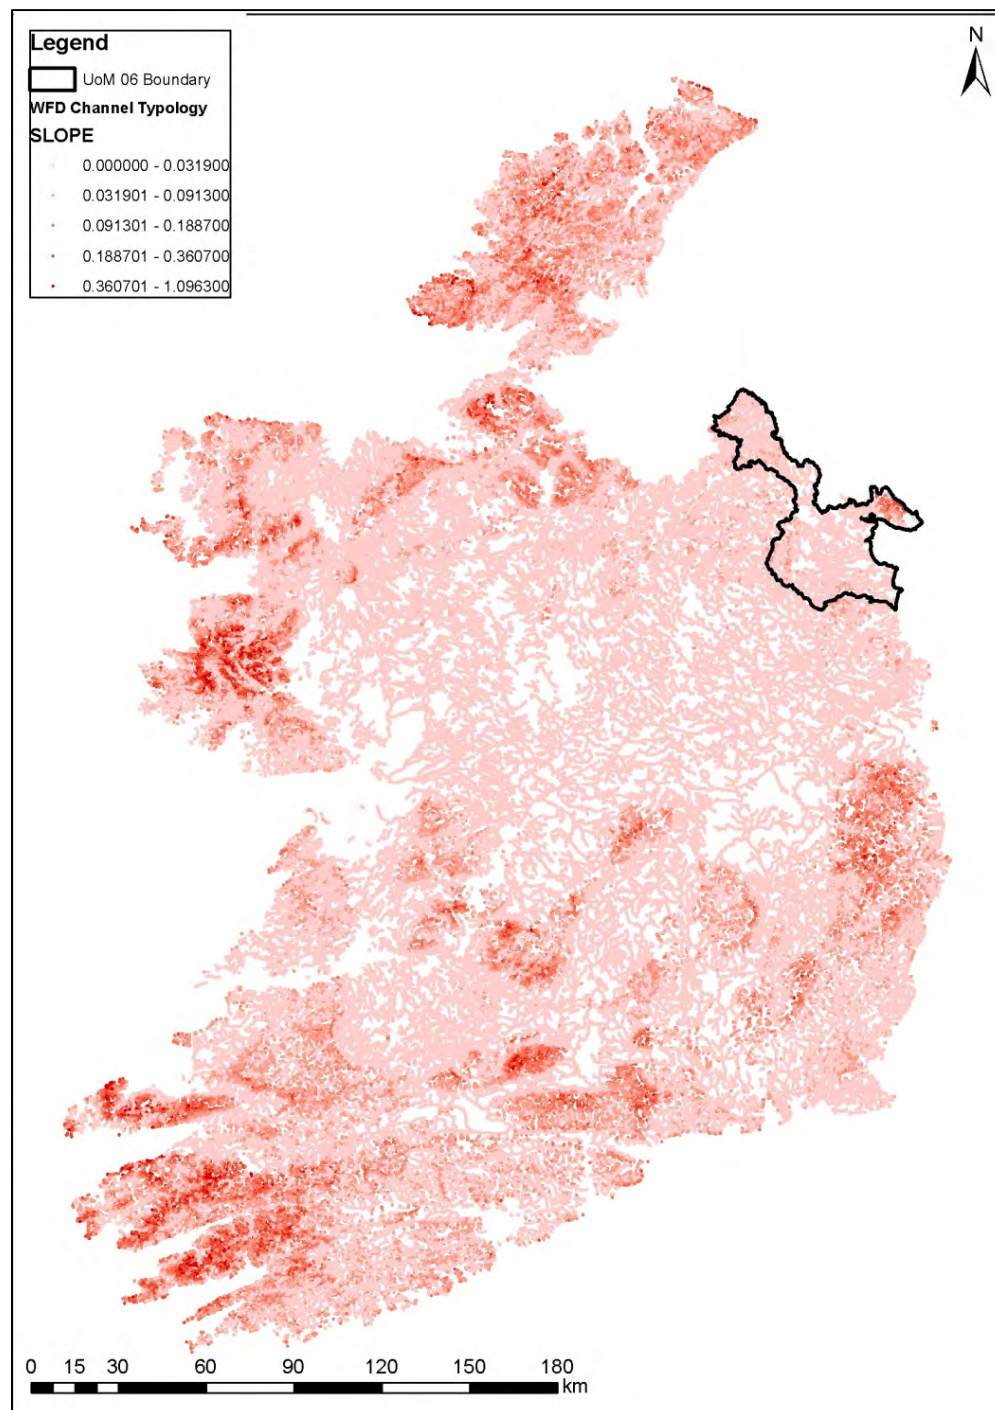 Legend
UoM 06 Boundary
WFD Channel Typology
SLOPE
0.000000 - 0.031900
0.031901 - 0.091300
0.091301 - 0.188700
0.188701 - 0.360700
0.360701 - 1.096300
N
0 15 30 60 90 120 150 180
km